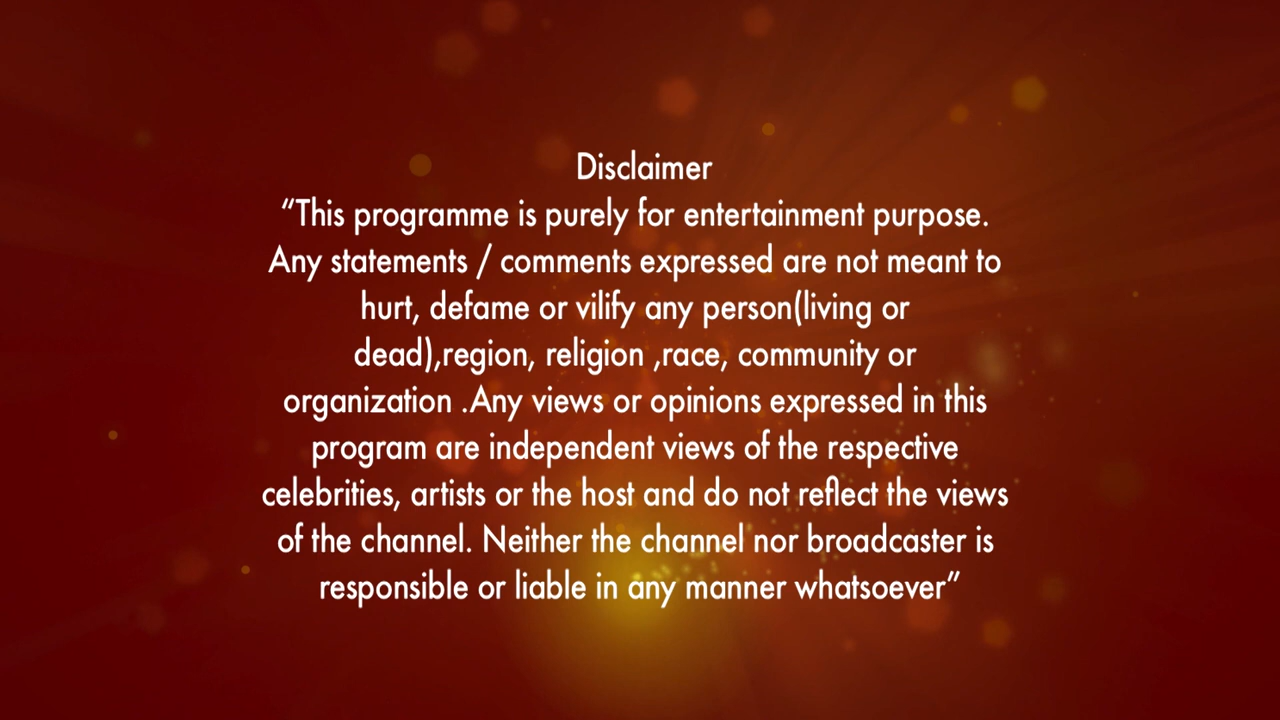 Disclaimer
“This programme is purely for entertainment purpose.
Any statements / comments expressed are not meant to
hurt, defame or vilify any person(living or
dead),region, religion ,race, community or
organization .Any views or opinions expressed in this
program are independent views of the respective
celebrities, artists or the host and do not reflect the views
of the channel. Neither the channel nor broadcaster is
responsible or liable in any manner whatsoever”